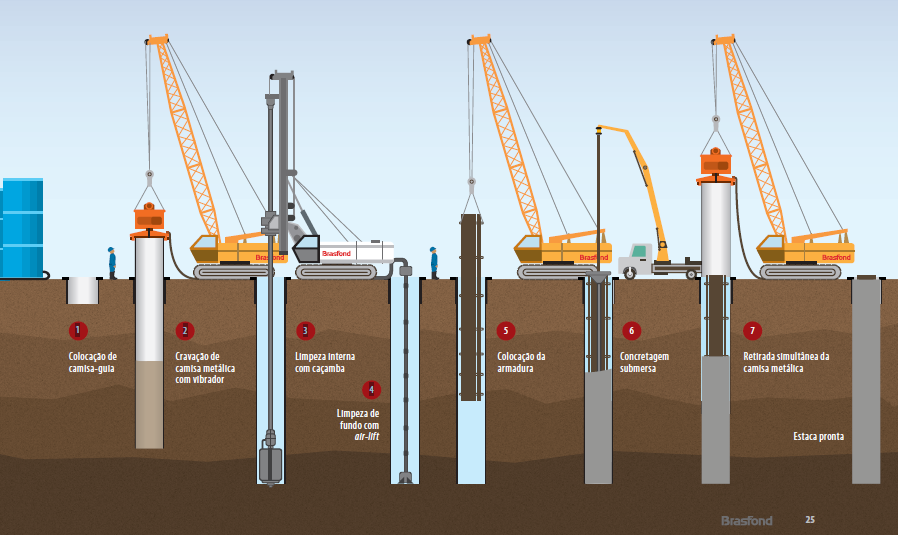 Brasfond
Brasfond
Brasfond
1
Colocação de
camisa-guia
2
Cravação de
camisa metálica
com vibrador
3
Limpeza interna
com caçamba
4
Limpeza de
fundo com
air-lift
5
Colocação da
armadura
6
Concretagem
submersa
7
Retirada simultânea da
camisa metálica
Estaca pronta
Brasfond
25